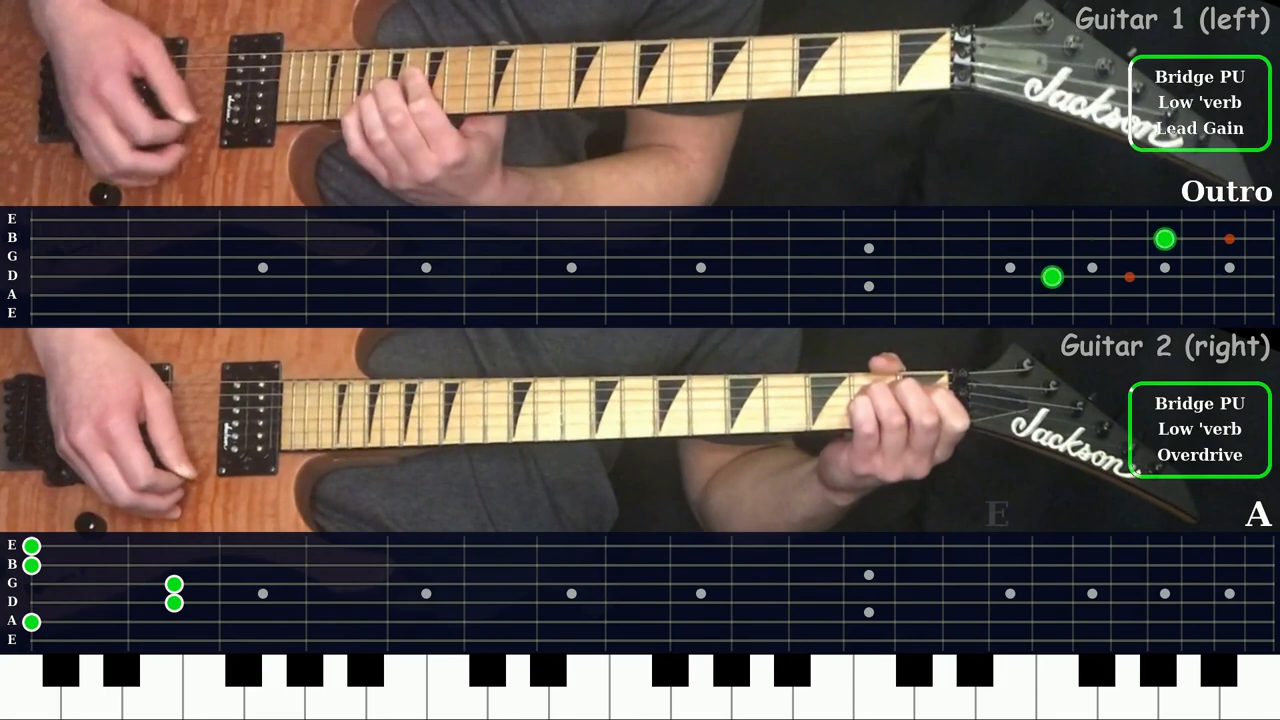 Guitar 1 (left)
Bridge PU
Low 'verb
Lead Gain
Jackson
Outro
E
B
G
D
A
E
Guitar 2 (right)
Bridge PU
Low 'verb
Overdrive
Jackson
E
A
E
B
G
D
A
E